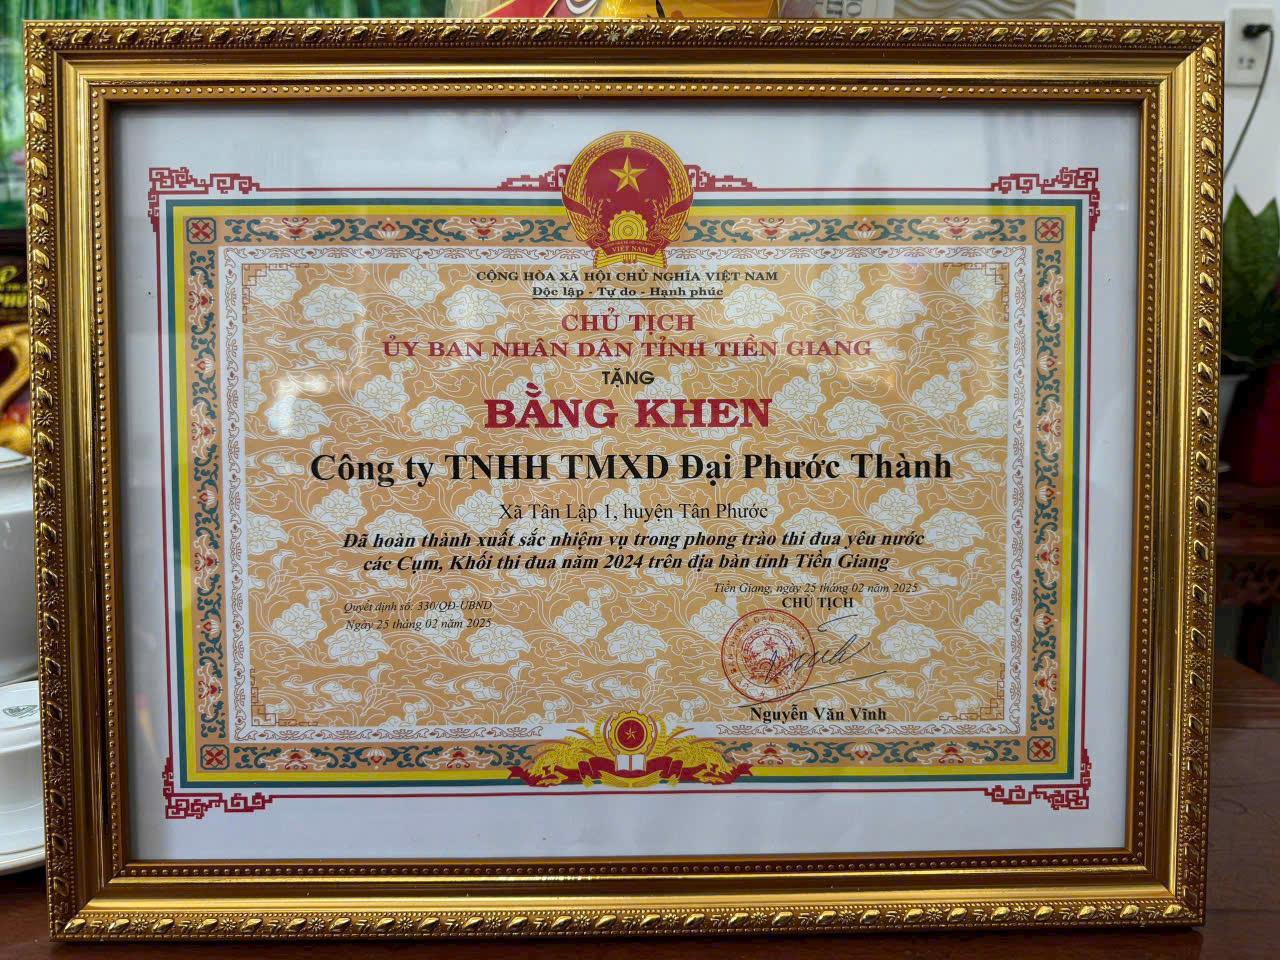 VIỆT NAM
CỘNG HÒA XÃ HỘI CHỦ NGHĨA VIỆT NAM
Độc lập - Tự do - Hạnh phúc
CHỦ TỊCH
ỦY BAN NHÂN DÂN TỈNH TIỀN GIANG
TẶNG
BẰNG KHEN
Công ty TNHH TMXD Đại Phước Thành
Xã Tân Lập 1, huyện Tân Phước
Đã hoàn thành xuất sắc nhiệm vụ trong phong trào thi đua yêu nước
các Cụm, Khối thi đua năm 2024 trên địa bàn tỉnh Tiền Giang
Quyết định số: 330/QĐ-UBND
Ngày 25 tháng 02 năm 2025
Tiền Giang, ngày 25 tháng 02 năm 2025
CHỦ TỊCH
Nguyễn Văn Vĩnh